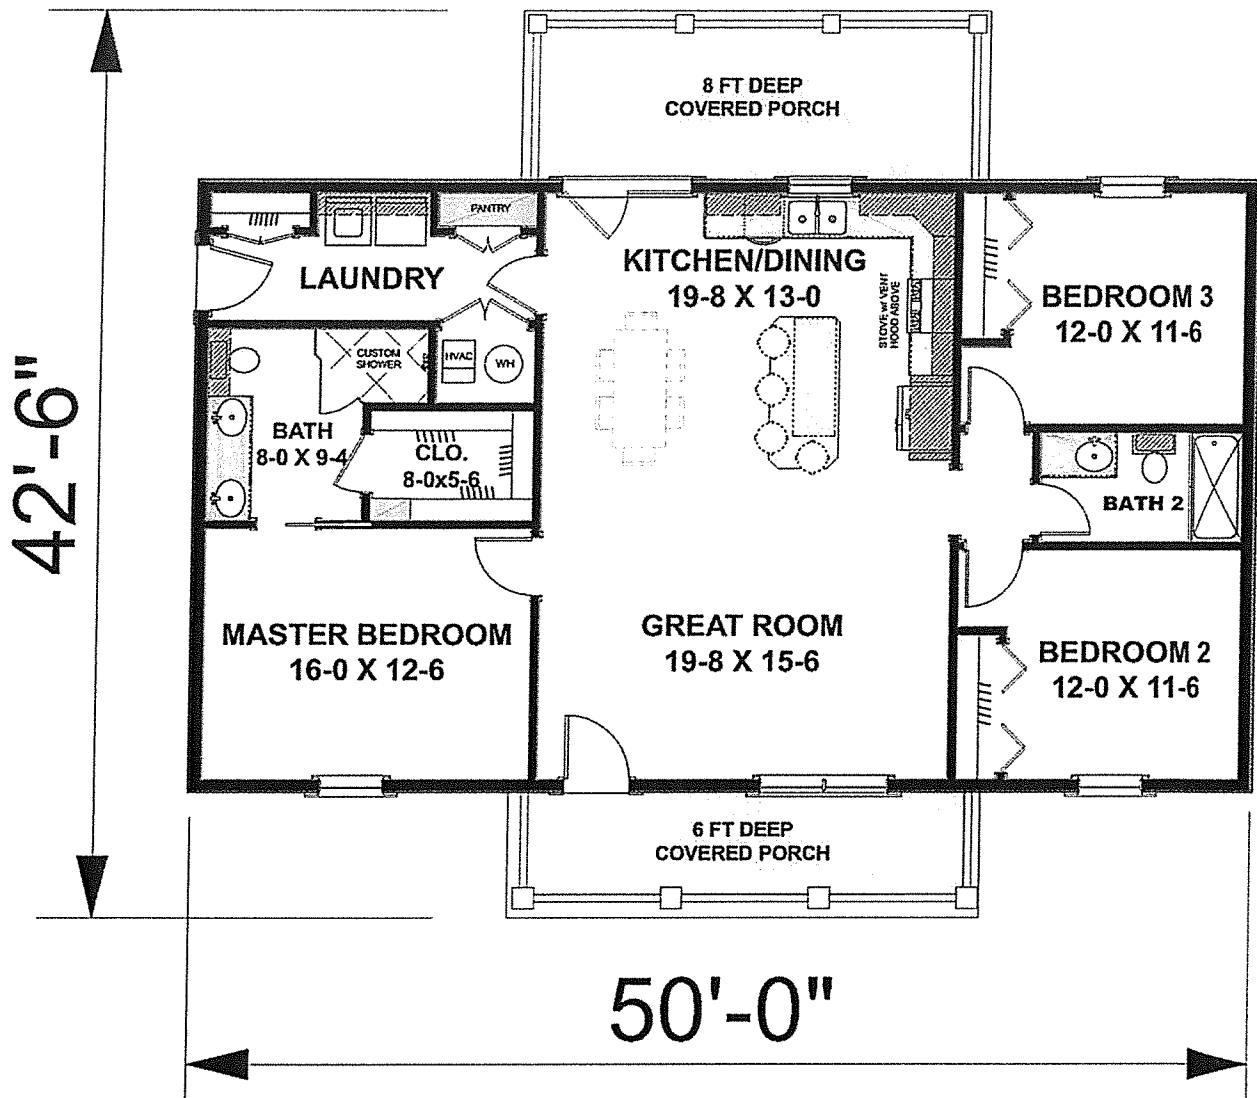 8 FT DEEP
COVERED PORCH
PANTRY
LAUNDRY
KITCHEN/DINING
19-8 X 13-0
STOVE w/ VENT
HOOD ABOVE
BEDROOM 3
12-0 X 11-6
CUSTOM
SHOWER
HVAC
WH
BATH
8-0 X 9-4
CLO.
8-0x5-6
BATH 2
42'-6"
MASTER BEDROOM
16-0 X 12-6
GREAT ROOM
19-8 X 15-6
BEDROOM 2
12-0 X 11-6
6 FT DEEP
COVERED PORCH
50'-0"